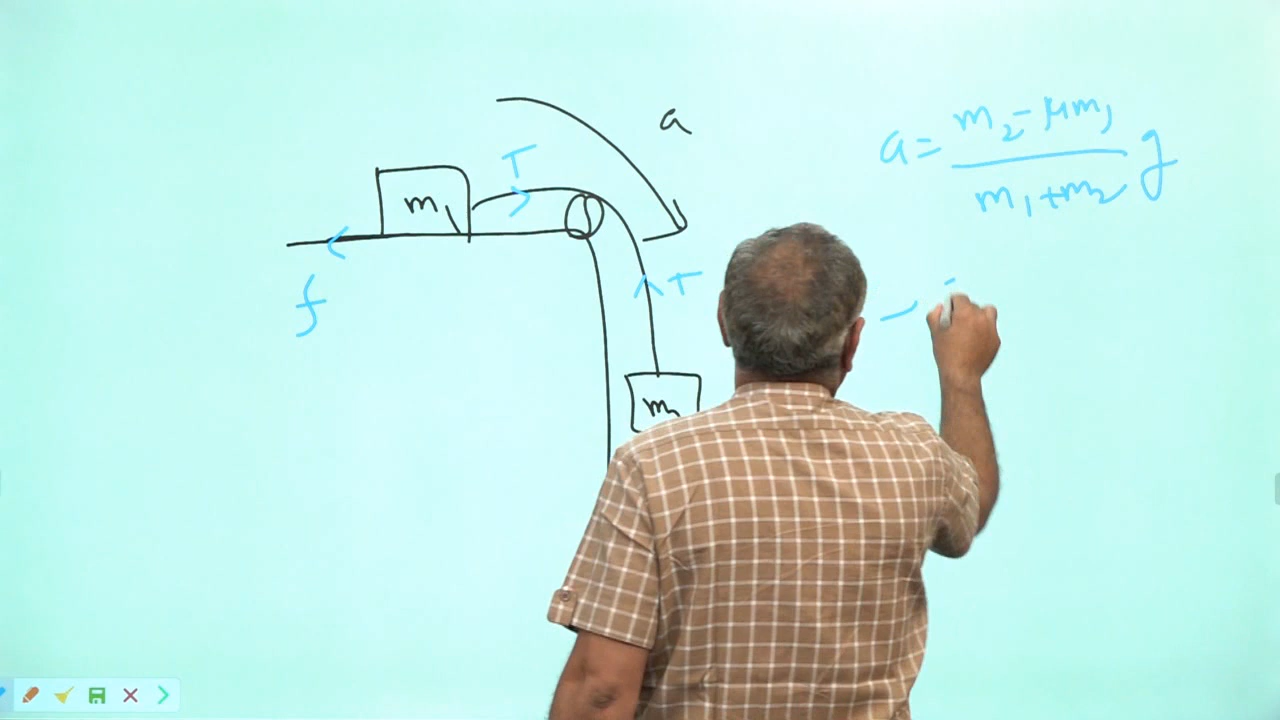 a
a = (m₂ - μm₁) / (m₁ + m₂) g
T
m₁
T
f
m₂